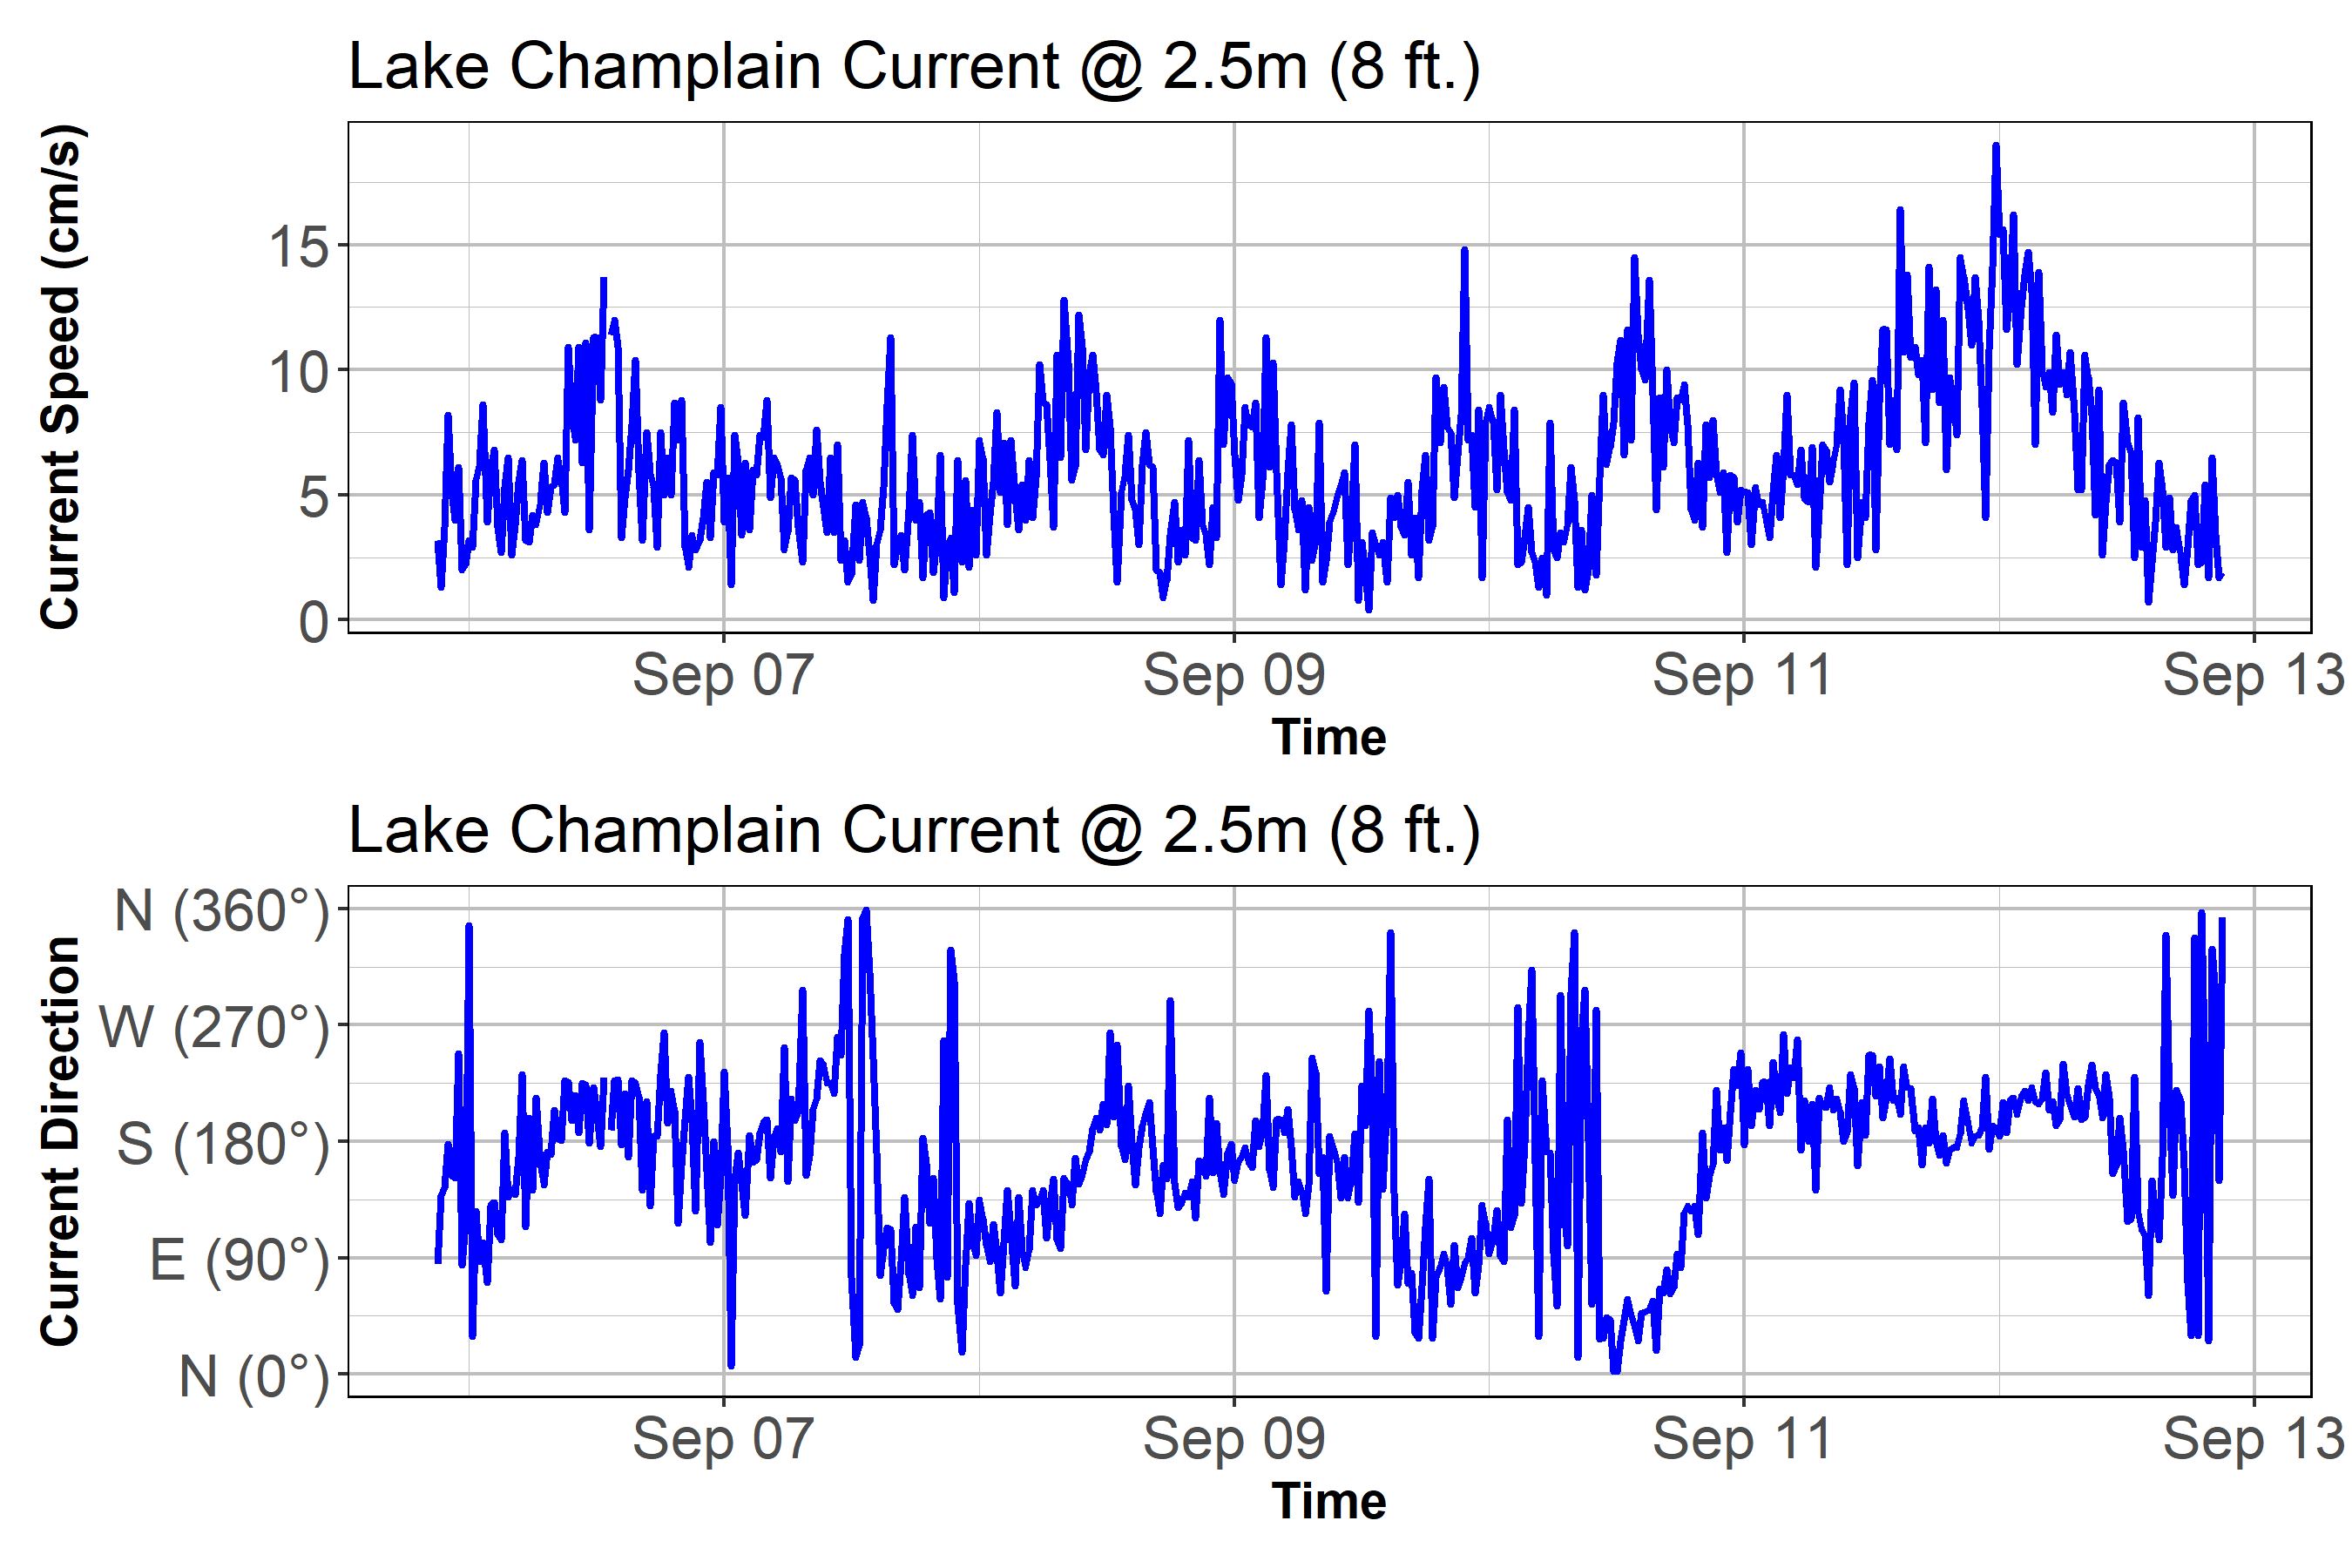 Lake Champlain Current @ 2.5m (8 ft.)
Current Speed (cm/s)
15
10
5
0
Sep 07 Sep 09 Sep 11 Sep 13
Time
Lake Champlain Current @ 2.5m (8 ft.)
Current Direction
N (360°)
W (270°)
S (180°)
E (90°)
N (0°)
Sep 07 Sep 09 Sep 11 Sep 13
Time